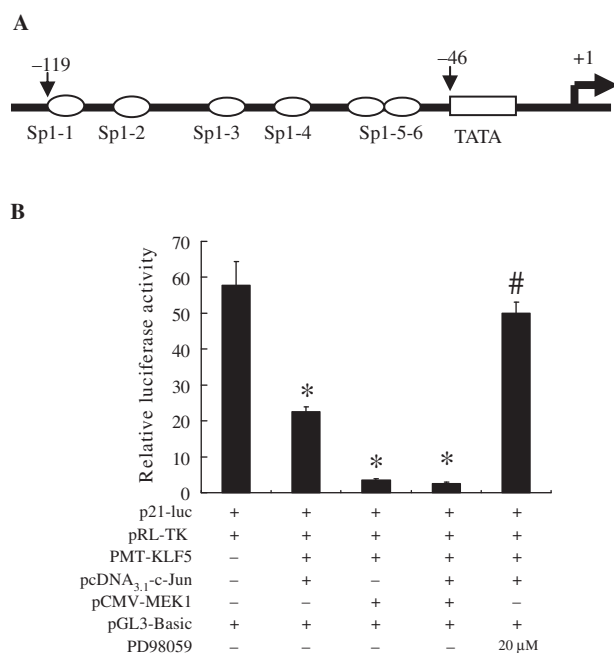 A
–119
–46
+1
Sp1-1
Sp1-2
Sp1-3
Sp1-4
Sp1-5-6
TATA
B
Relative luciferase activity
70
60
50
40
30
20
10
0
*
*
*
#
p21-luc + + + + +
pRL-TK + + + + +
PMT-KLF5 – + + + +
pcDNA3.1-c-Jun – + – + +
pCMV-MEK1 – – + + –
pGL3-Basic + + + + +
PD98059 – – – – 20 µM